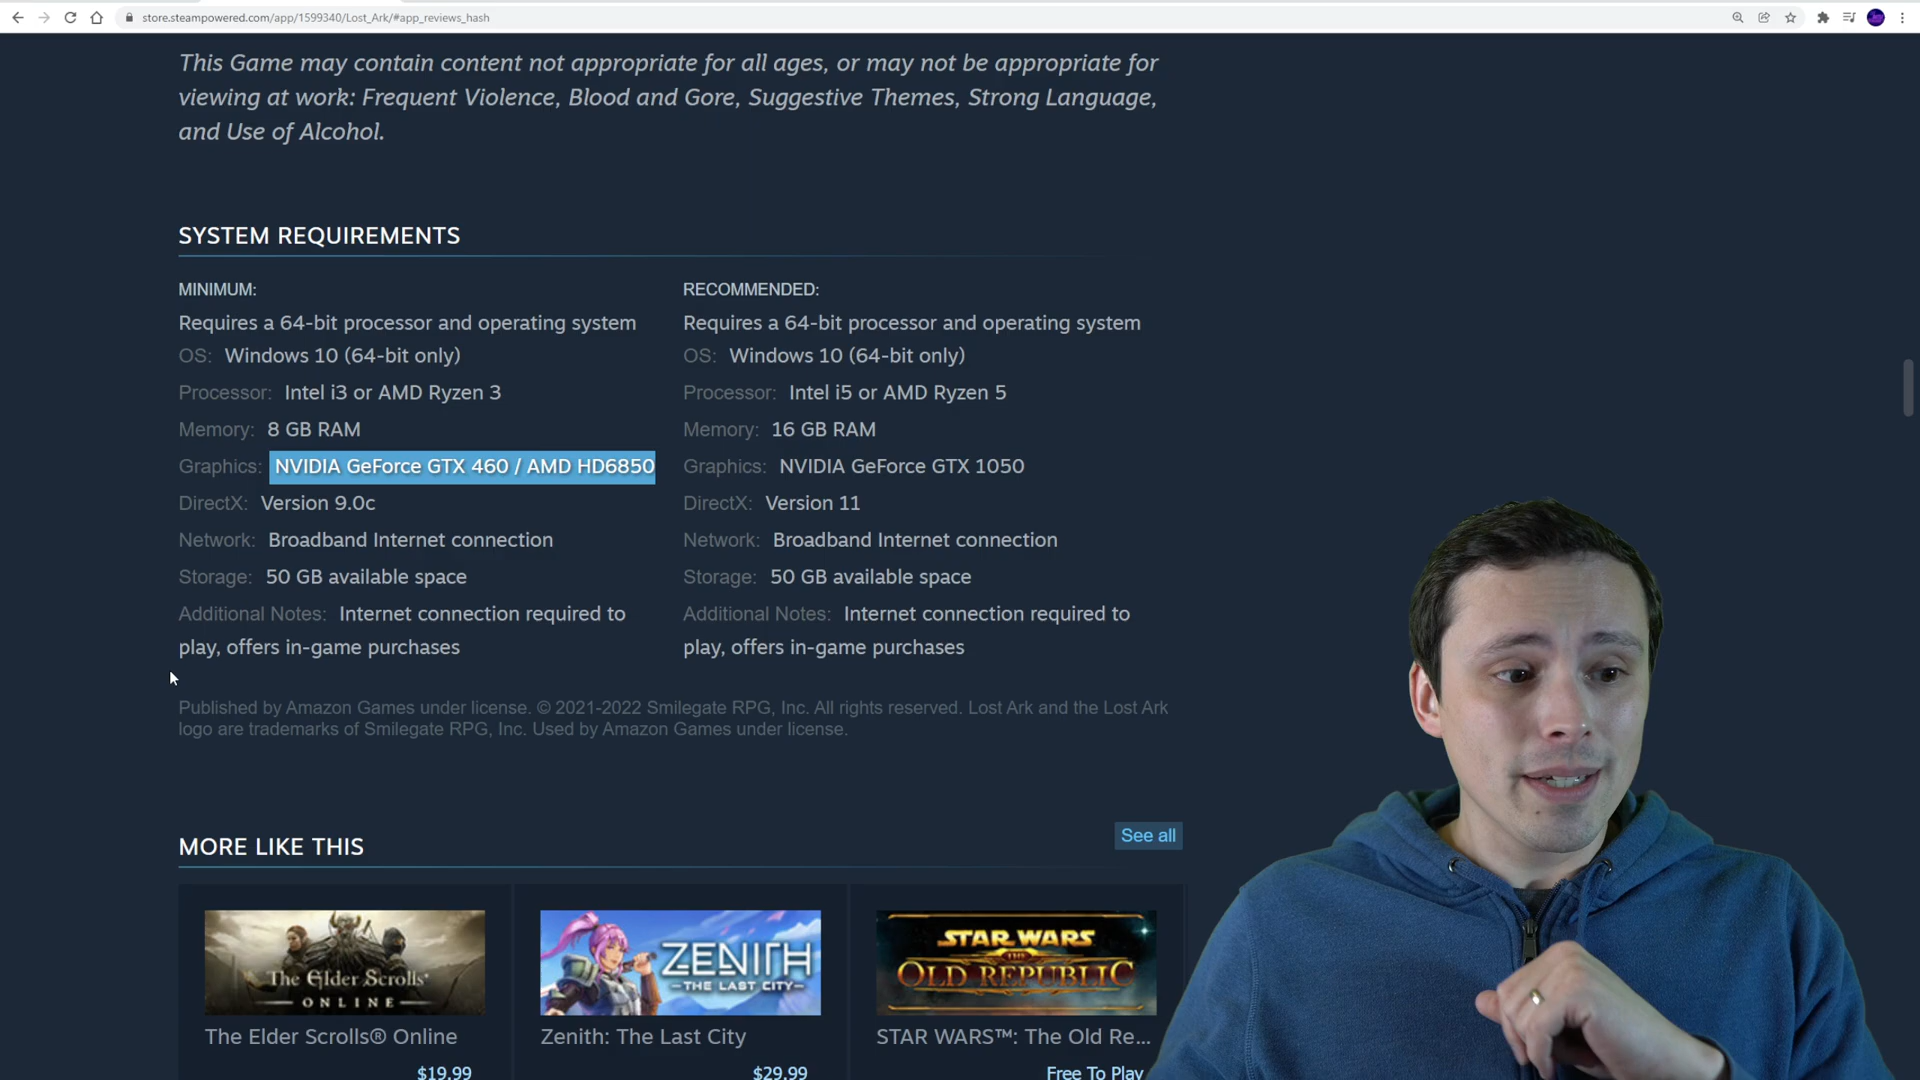 store.steampowered.com/app/1599340/Lost_Ark/#app_reviews_hash
This Game may contain content not appropriate for all ages, or may not be appropriate for
viewing at work: Frequent Violence, Blood and Gore, Suggestive Themes, Strong Language,
and Use of Alcohol.
SYSTEM REQUIREMENTS
MINIMUM:
Requires a 64-bit processor and operating system
OS: Windows 10 (64-bit only)
Processor: Intel i3 or AMD Ryzen 3
Memory: 8 GB RAM
Graphics: NVIDIA GeForce GTX 460 / AMD HD6850
DirectX: Version 9.0c
Network: Broadband Internet connection
Storage: 50 GB available space
Additional Notes: Internet connection required to
play, offers in-game purchases
RECOMMENDED:
Requires a 64-bit processor and operating system
OS: Windows 10 (64-bit only)
Processor: Intel i5 or AMD Ryzen 5
Memory: 16 GB RAM
Graphics: NVIDIA GeForce GTX 1050
DirectX: Version 11
Network: Broadband Internet connection
Storage: 50 GB available space
Additional Notes: Internet connection required to
play, offers in-game purchases
Published by Amazon Games under license. © 2021-2022 Smilegate RPG, Inc. All rights reserved. Lost Ark and the Lost Ark
logo are trademarks of Smilegate RPG, Inc. Used by Amazon Games under license.
MORE LIKE THIS
See all
The Elder Scrolls®
ONLINE
The Elder Scrolls® Online
$19.99
ZENITH
-THE LAST CITY-
Zenith: The Last City
$29.99
STAR WARS
THE
OLD REPUBLIC
STAR WARS™: The Old Re...
Free To Play